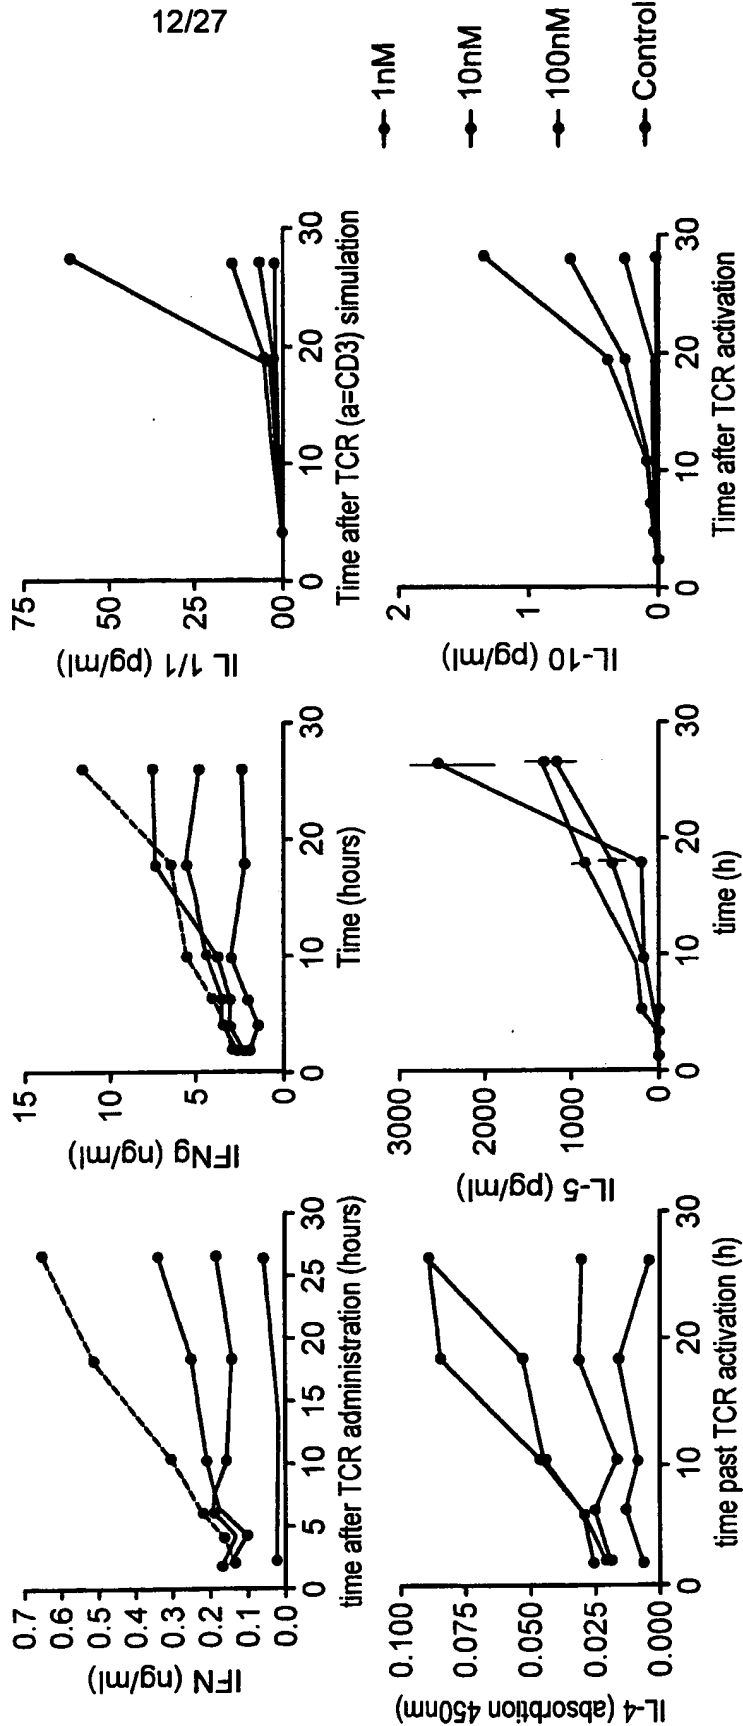 12/27
IFN (ng/ml)
0.7
0.6
0.5
0.4
0.3
0.2
0.1
0.0
0 5 10 15 20 25 30
time after TCR administration (hours)
IFNg (ng/ml)
15
10
5
0
0 10 20 30
Time (hours)
IL 1/1 (pg/ml)
75
50
25
00
0 10 20 30
Time after TCR (a=CD3) simulation
IL-4 (absorbtion 450nm)
0.100
0.075
0.050
0.025
0.000
0 10 20 30
time past TCR activation (h)
IL-5 (pg/ml)
3000
2000
1000
0
0 10 20 30
time (h)
IL-10 (pg/ml)
2
1
0
0 10 20 30
Time after TCR activation
1nM
10nM
100nM
Control